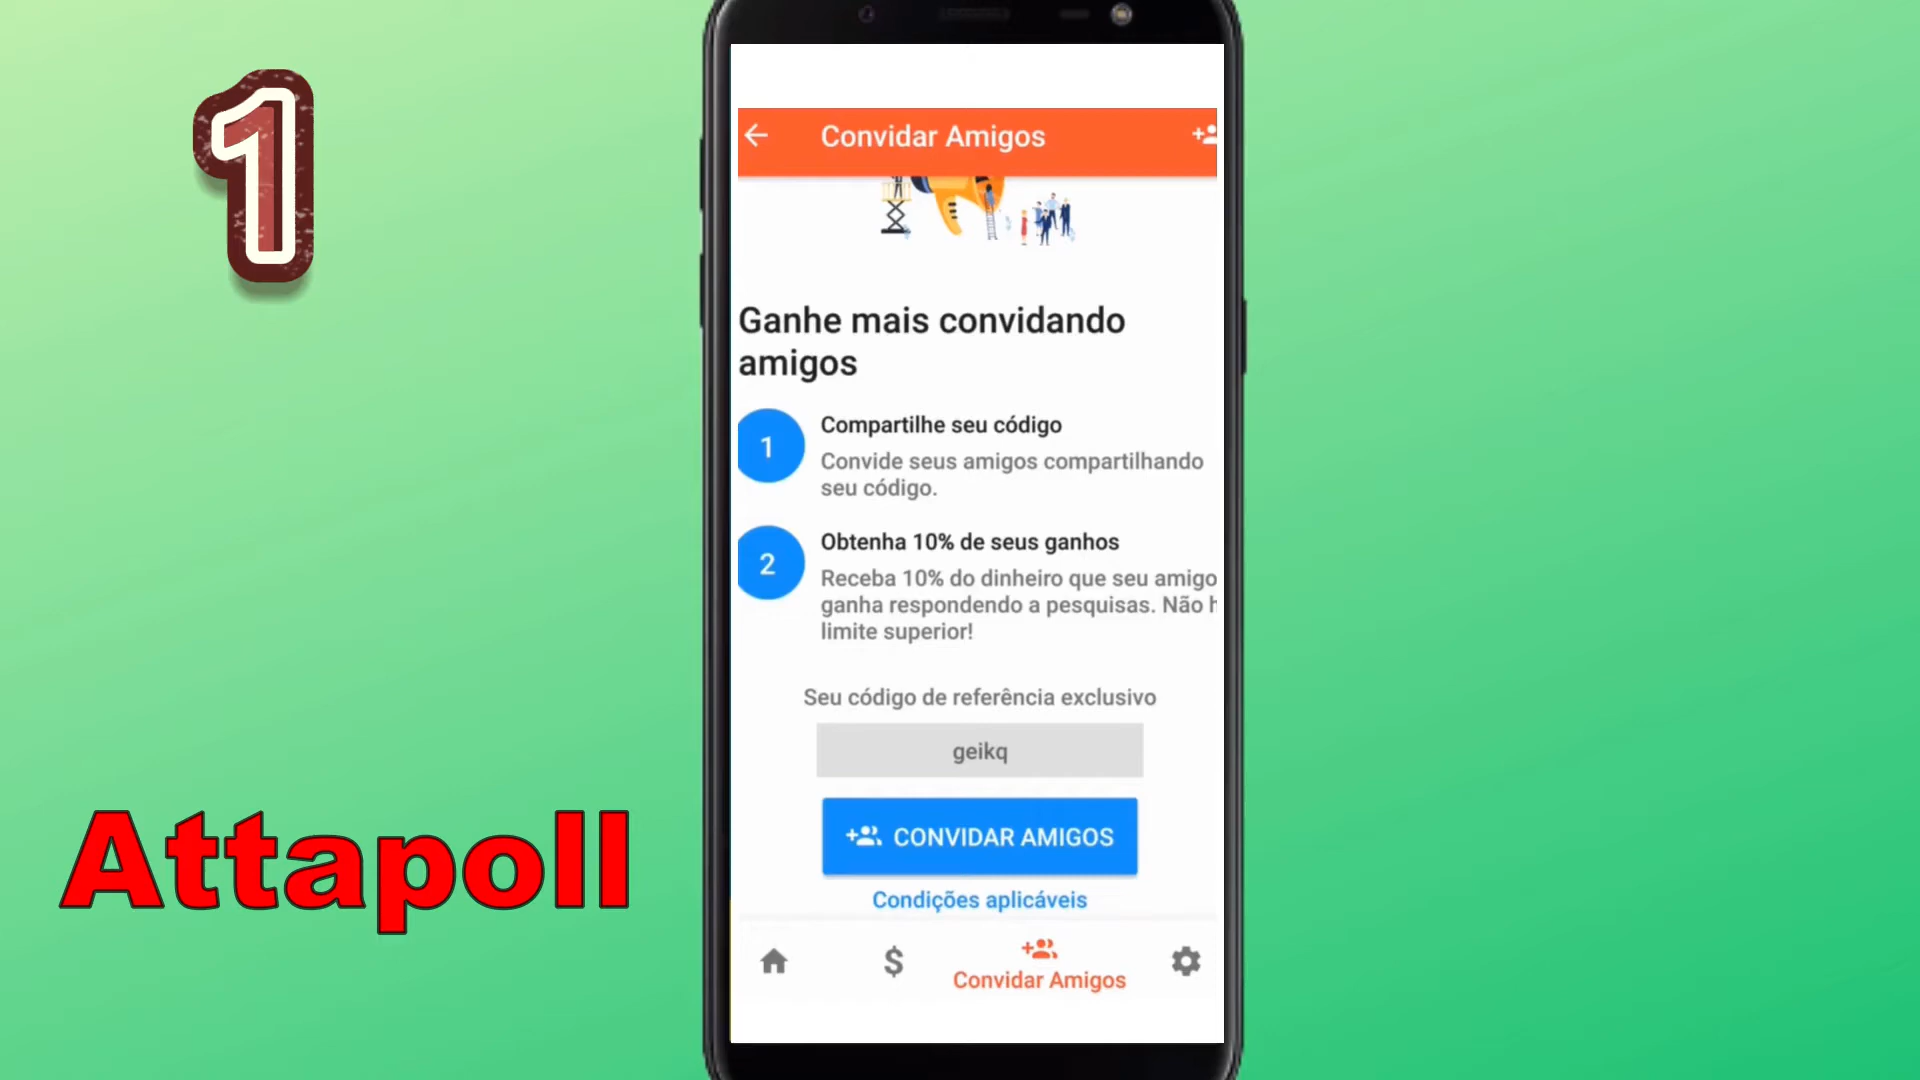 1
Convidar Amigos
Ganhe mais convidando
amigos
1
Compartilhe seu código
Convide seus amigos compartilhando
seu código.
2
Obtenha 10% de seus ganhos
Receba 10% do dinheiro que seu amigo
ganha respondendo a pesquisas. Não
limite superior!
Seu código de referência exclusivo
geikq
CONVIDAR AMIGOS
Condições aplicáveis
$
Convidar Amigos
Attapoll